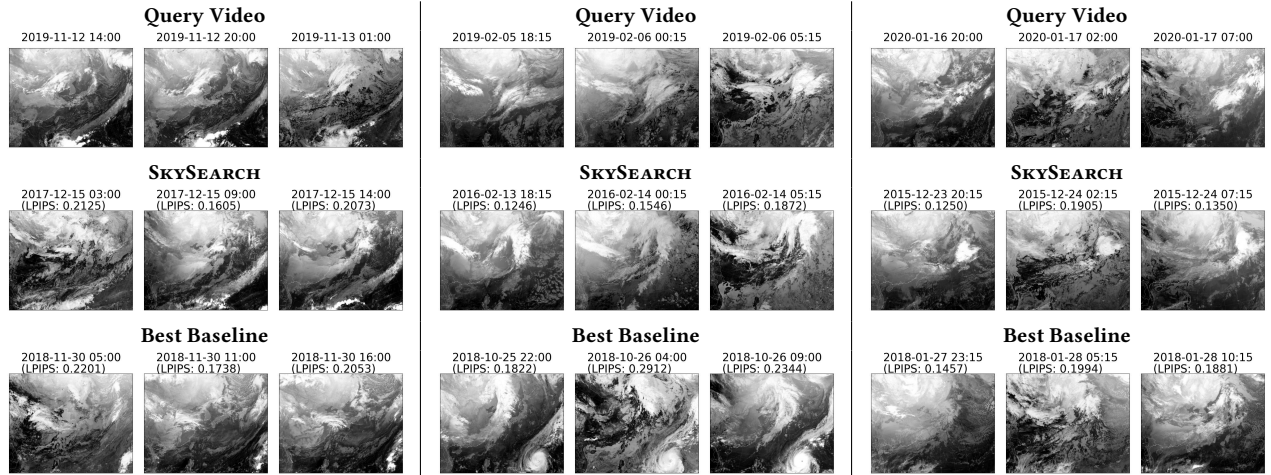 Query Video
2019-11-12 14:00 2019-11-12 20:00 2019-11-13 01:00
SKYSEARCH
2017-12-15 03:00 2017-12-15 09:00 2017-12-15 14:00
(LPIPS: 0.2125) (LPIPS: 0.1605) (LPIPS: 0.2073)
Best Baseline
2018-11-30 05:00 2018-11-30 11:00 2018-11-30 16:00
(LPIPS: 0.2201) (LPIPS: 0.1738) (LPIPS: 0.2053)
Query Video
2019-02-05 18:15 2019-02-06 00:15 2019-02-06 05:15
SKYSEARCH
2016-02-13 18:15 2016-02-14 00:15 2016-02-14 05:15
(LPIPS: 0.1246) (LPIPS: 0.1546) (LPIPS: 0.1872)
Best Baseline
2018-10-25 22:00 2018-10-26 04:00 2018-10-26 09:00
(LPIPS: 0.1822) (LPIPS: 0.2912) (LPIPS: 0.2344)
Query Video
2020-01-16 20:00 2020-01-17 02:00 2020-01-17 07:00
SKYSEARCH
2015-12-23 20:15 2015-12-24 02:15 2015-12-24 07:15
(LPIPS: 0.1250) (LPIPS: 0.1905) (LPIPS: 0.1350)
Best Baseline
2018-01-27 23:15 2018-01-28 05:15 2018-01-28 10:15
(LPIPS: 0.1457) (LPIPS: 0.1994) (LPIPS: 0.1881)